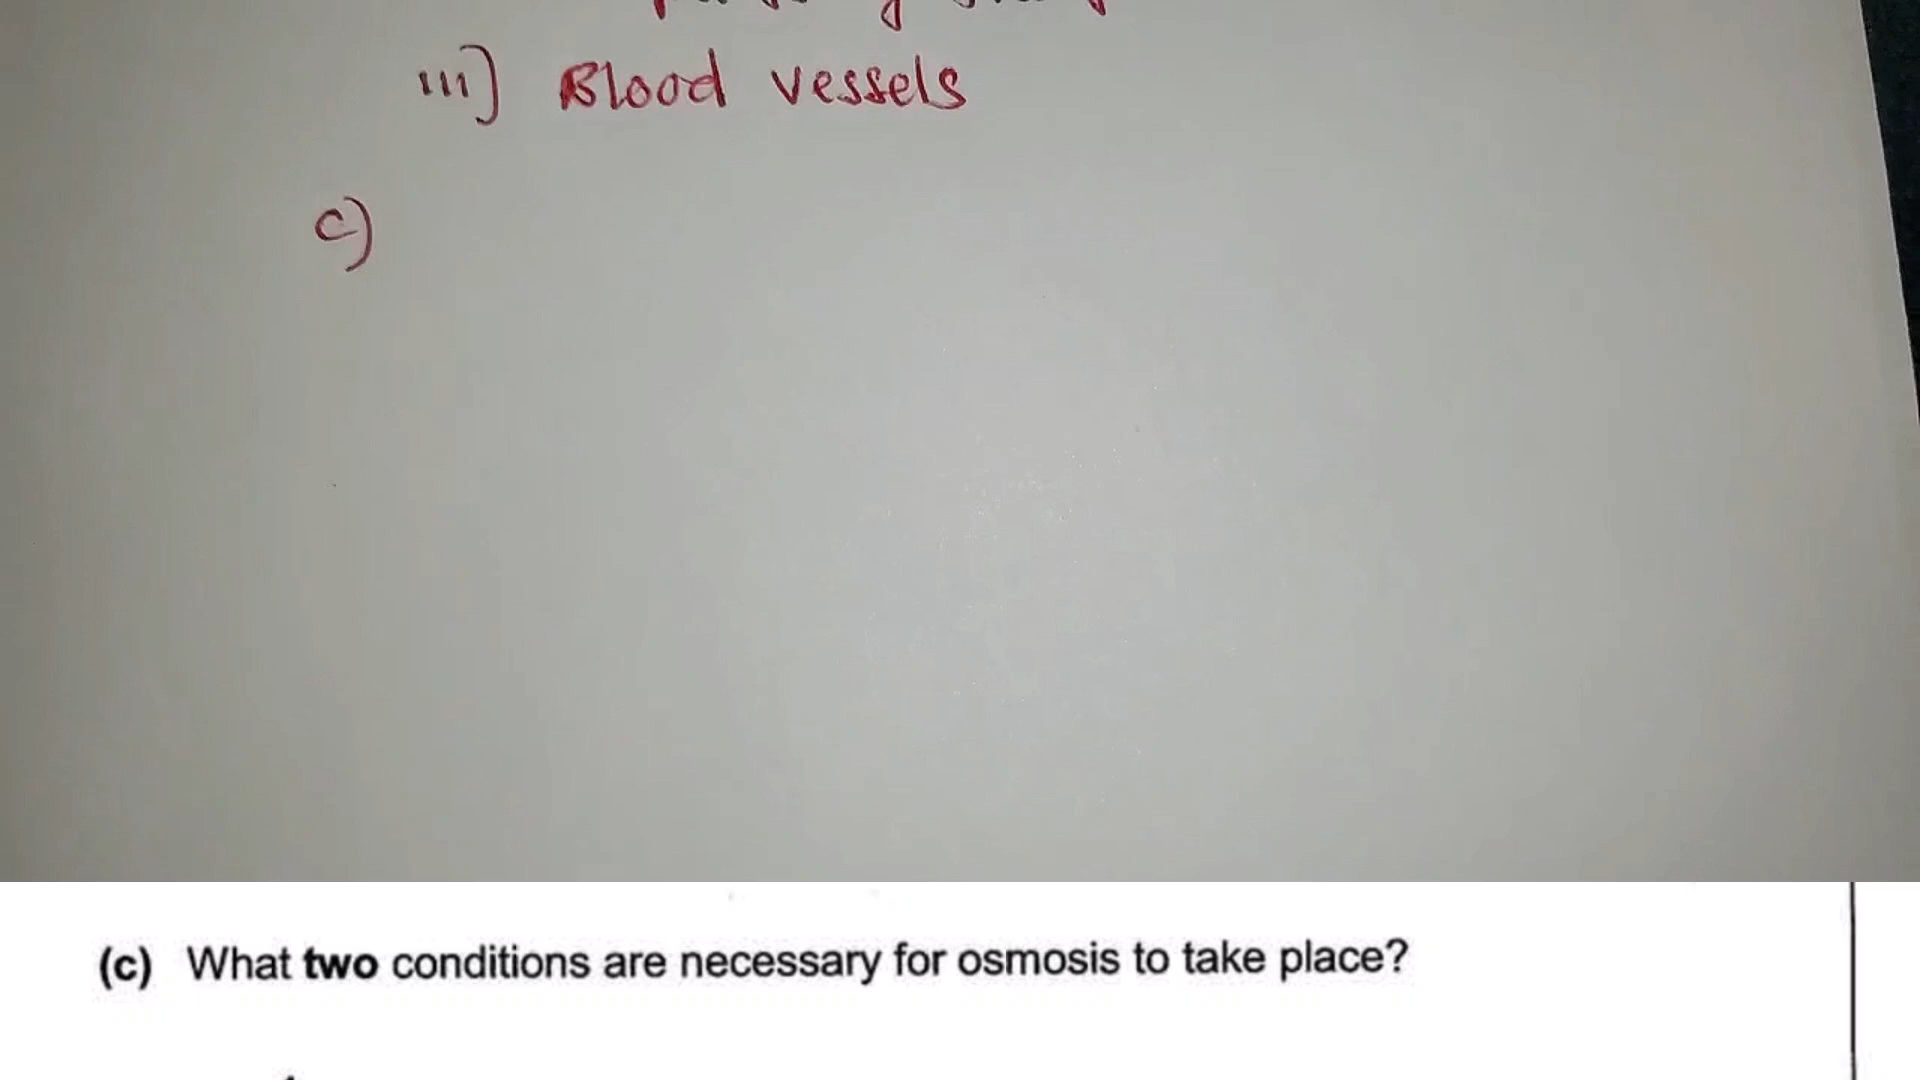 iii) Blood vessels
c)
(c) What two conditions are necessary for osmosis to take place?